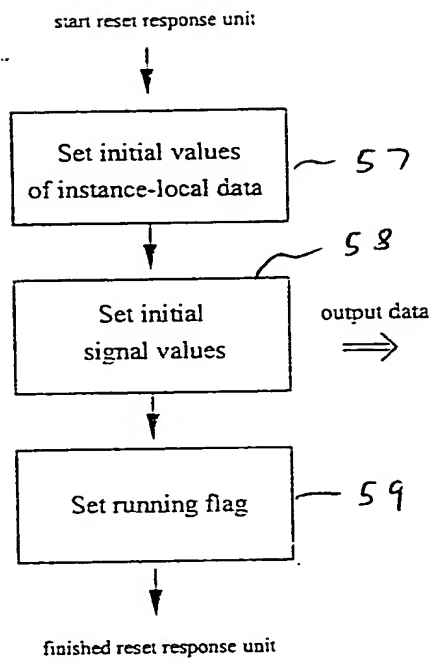 start reset response unit
Set initial values
of instance-local data
57
58
Set initial
signal values
output data
Set running flag
59
finished reset response unit